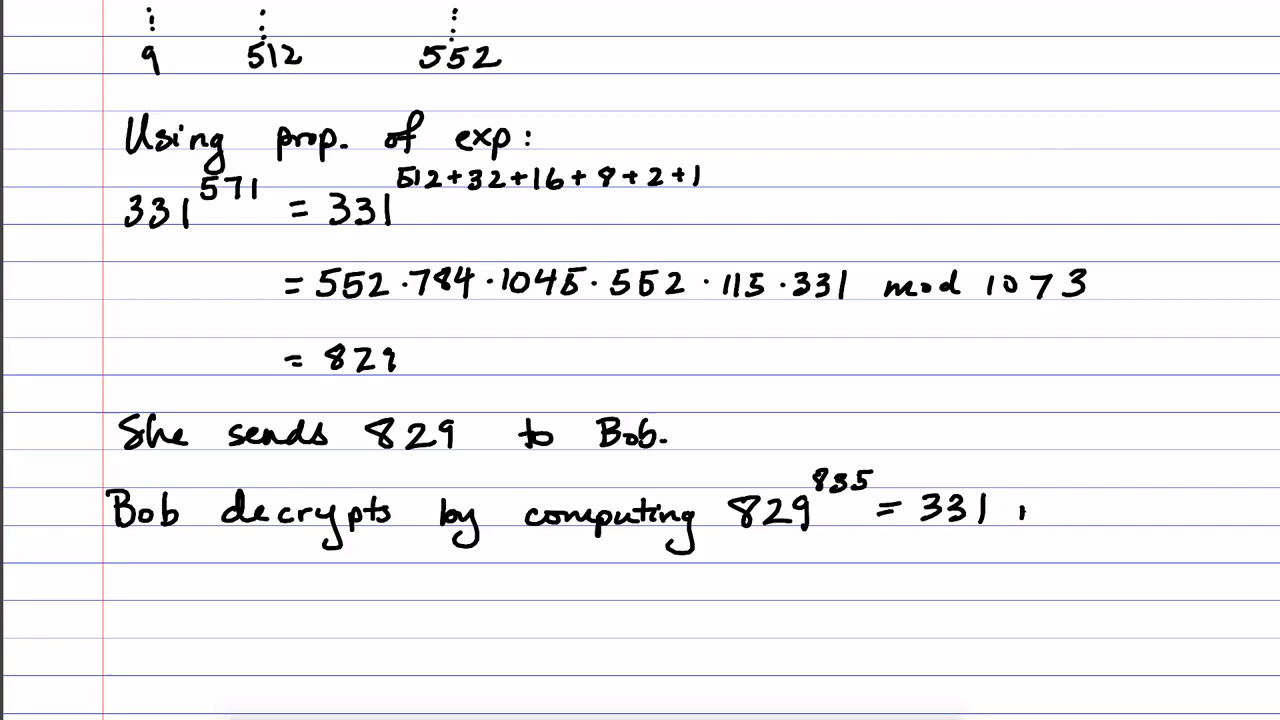 ⋮ ⋮ ⋮
9 512 552
Using prop. of exp:
331^571 = 331^512+32+16+8+2+1
= 552 · 784 · 1045 · 552 · 115 · 331 mod 1073
= 829
She sends 829 to Bob.
Bob decrypts by computing 829^835 = 331